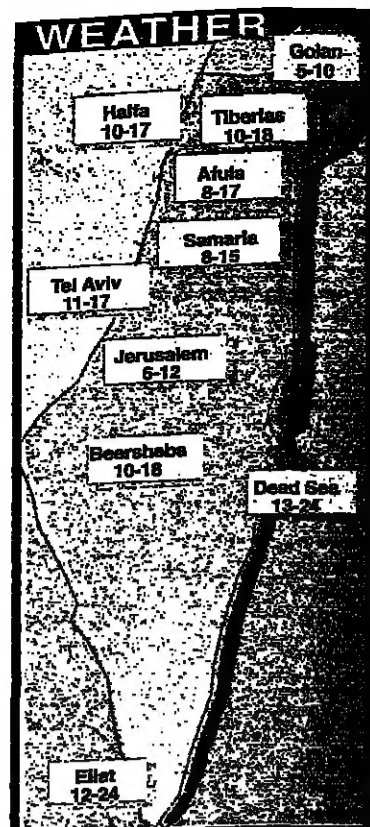 WEATHER
Golan
5-10
Haifa
10-17
Tiberias
10-18
Afula
8-17
Samaria
8-15
Tel Aviv
11-17
Jerusalem
6-12
Beersheba
10-18
Dead Sea
13-24
Eilat
12-24